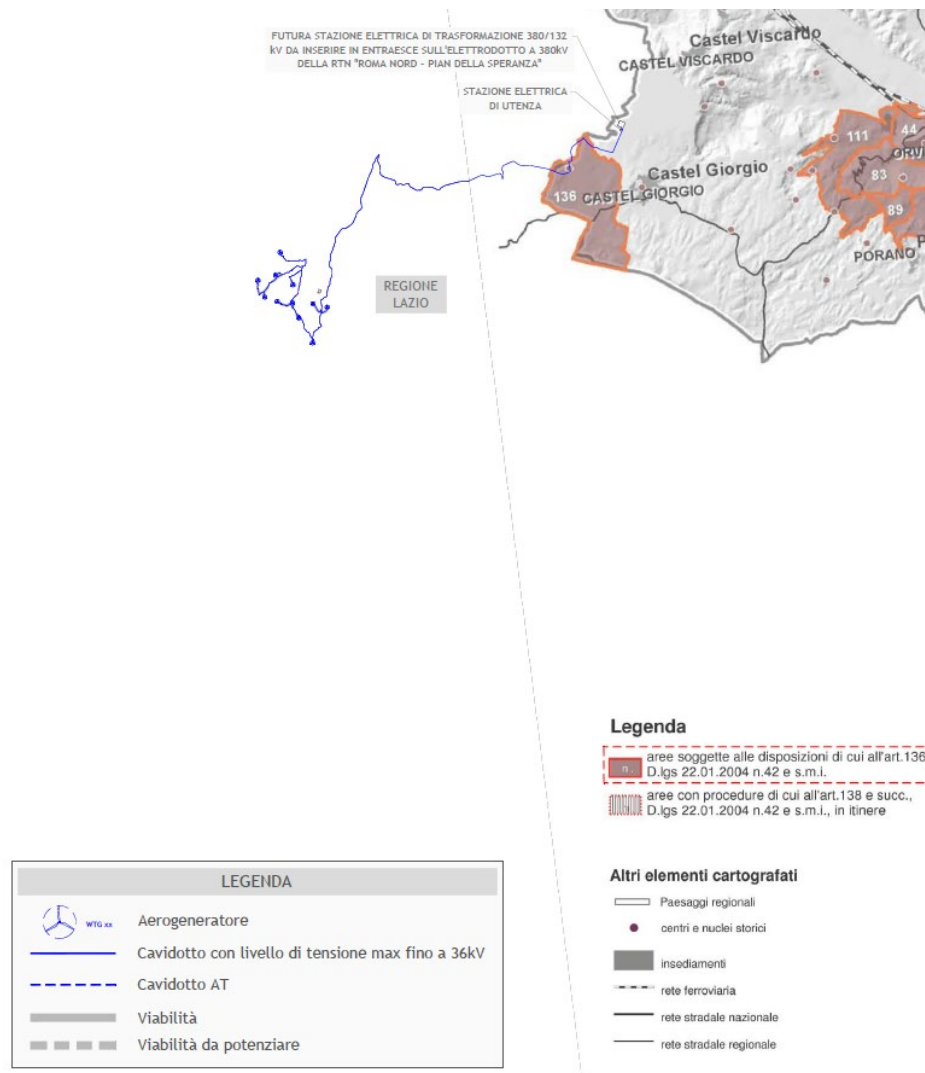 FUTURA STAZIONE ELETTRICA DI TRASFORMAZIONE 380/132
kV DA INSERIRE IN ENTRAESCE SULL'ELETTRODOTTO A 380kV
DELLA RTN "ROMA NORD - PIAN DELLA SPERANZA"
STAZIONE ELETTRICA
DI UTENZA
Castel Viscardo
CASTEL VISCARDO
111
44
ORVI
83
Castel Giorgio
136
CASTEL GIORGIO
89
PORANO
P
REGIONE
LAZIO
Legenda
n.
aree soggette alle disposizioni di cui all'art.136
D.lgs 22.01.2004 n.42 e s.m.i.
aree con procedure di cui all'art.138 e succ.,
D.lgs 22.01.2004 n.42 e s.m.i., in itinere
Altri elementi cartografati
Paesaggi regionali
centri e nuclei storici
insediamenti
rete ferroviaria
rete stradale nazionale
rete stradale regionale
LEGENDA
WTG xx
Aerogeneratore
Cavidotto con livello di tensione max fino a 36kV
Cavidotto AT
Viabilità
Viabilità da potenziare